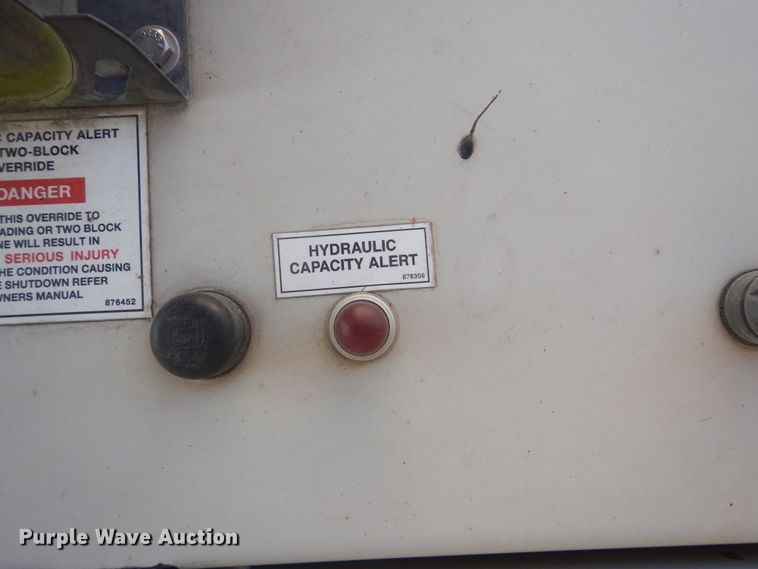 C CAPACITY ALERT
TWO-BLOCK
VERRIDE
DANGER
THIS OVERRIDE TO
ADING OR TWO BLOCK
NE WILL RESULT IN
SERIOUS INJURY
HE CONDITION CAUSING
E SHUTDOWN REFER
WNERS MANUAL
876452
HYDRAULIC
CAPACITY ALERT
876309
Purple Wave Auction